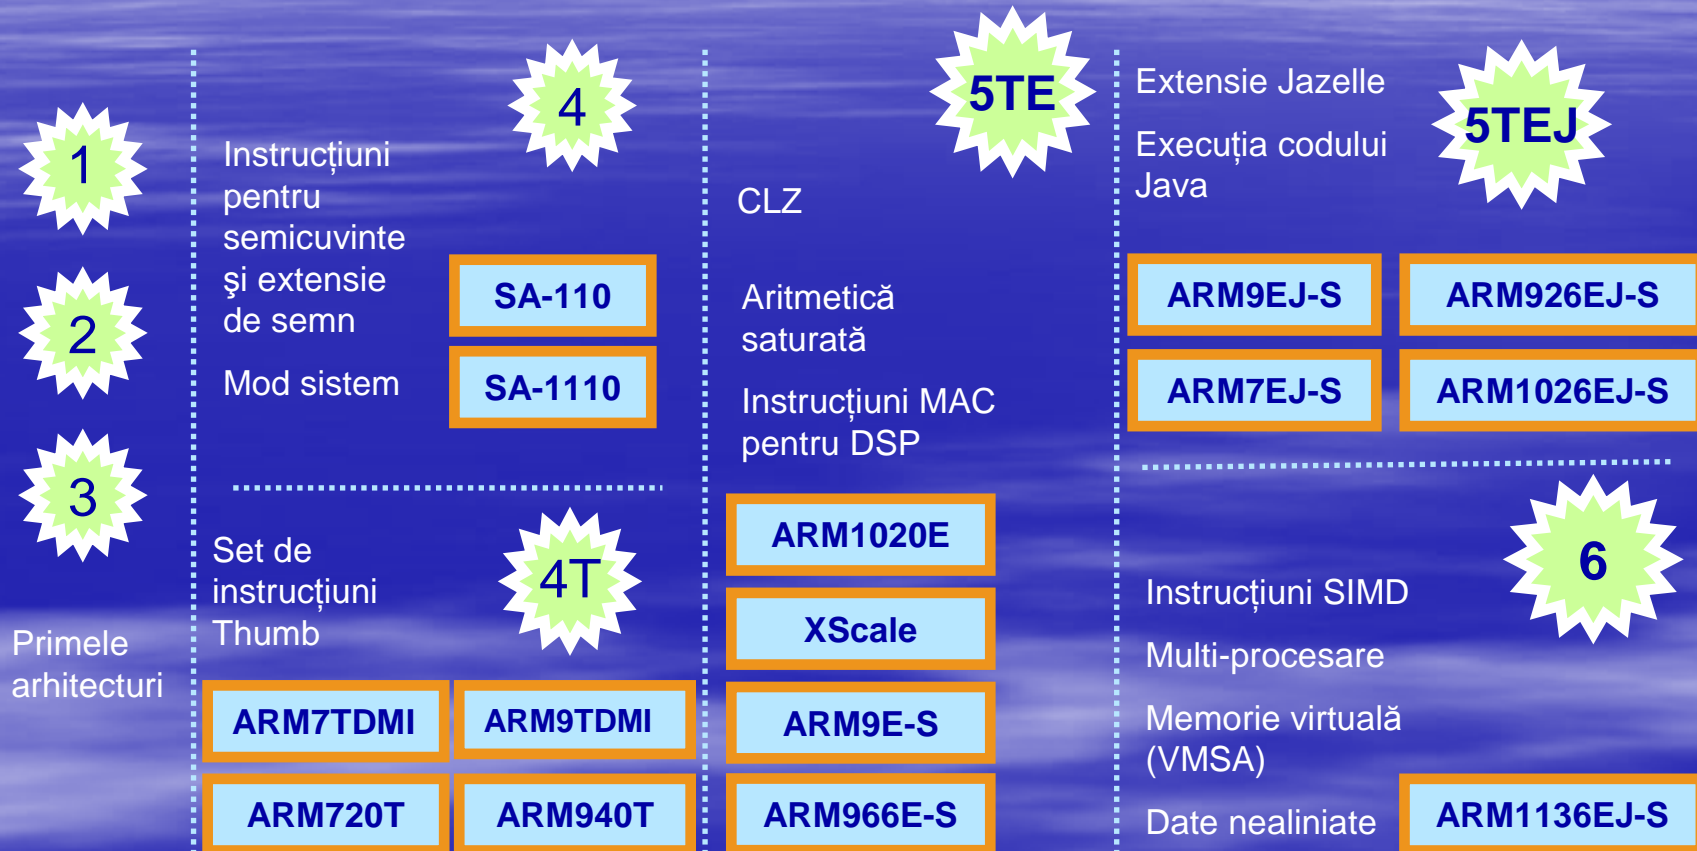 1
2
3
Primele
arhitecturi
4
Instrucțiuni
pentru
semicuvinte
şi extensie
de semn
Mod sistem
SA-110
SA-1110
4T
Set de
instrucțiuni
Thumb
ARM7TDMI
ARM9TDMI
ARM720T
ARM940T
5TE
CLZ
Aritmetică
saturată
Instrucțiuni MAC
pentru DSP
ARM1020E
XScale
ARM9E-S
ARM966E-S
5TEJ
Extensie Jazelle
Execuția codului
Java
ARM9EJ-S
ARM926EJ-S
ARM7EJ-S
ARM1026EJ-S
6
Instrucțiuni SIMD
Multi-procesare
Memorie virtuală
(VMSA)
Date nealiniate
ARM1136EJ-S